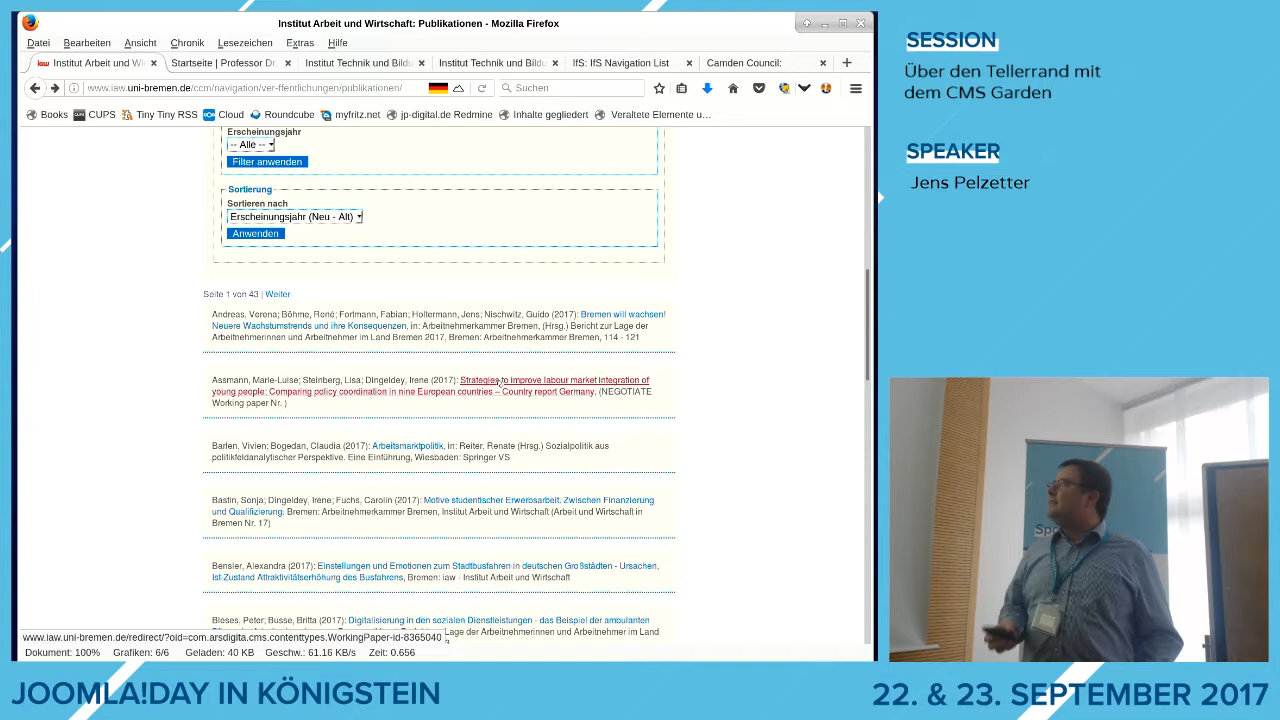 Institut Arbeit und Wirtschaft: Publikationen - Mozilla Firefox
Datei Bearbeiten Ansicht Chronik Lesezeichen Extras Hilfe
Institut Arbeit und Wir
Startseite | Professor Dr.
Institut Technik und Bildu
Institut Technik und Bildu
IfS: IfS Navigation List
Camden Council:
www.iaw.uni-bremen.de/ccm/navigation/ver-ffentlichungen/publikationen/
Suchen
Books CUPS Tiny Tiny RSS Cloud Roundcube myfritz.net jp-digital.de Redmine Inhalte gegliedert Veraltete Elemente u…
Erscheinungsjahr
-- Alle --
Filter anwenden
Sortierung
Sortieren nach
Erscheinungsjahr (Neu - Alt)
Anwenden
Seite 1 von 43 | Weiter
Andreas, Verena; Böhme, René; Fortmann, Fabian; Holtermann, Jens; Nischwitz, Guido (2017): Bremen will wachsen!
Neuere Wachstumstrends und ihre Konsequenzen, in: Arbeitnehmerkammer Bremen, (Hrsg.) Bericht zur Lage der
Arbeitnehmerinnen und Arbeitnehmer im Land Bremen 2017, Bremen: Arbeitnehmerkammer Bremen, 114 - 121
Assmann, Marie-Luise; Steinberg, Lisa; Dingeldey, Irene (2017): Strategies to improve labour market integration of
young people: Comparing policy coordination in nine European countries – Country report Germany, (NEGOTIATE
Working paper Nr. )
Barlen, Vivien; Bogedan, Claudia (2017): Arbeitsmarktpolitik, in: Reiter, Renate (Hrsg.) Sozialpolitik aus
politikfeldanalytischer Perspektive. Eine Einführung, Wiesbaden: Springer VS
Bastin, Sonja; Dingeldey, Irene; Fuchs, Carolin (2017): Motive studentischer Erwerbsarbeit. Zwischen Finanzierung
und Qualifizierung. Bremen: Arbeitnehmerkammer Bremen, Institut Arbeit und Wirtschaft (Arbeit und Wirtschaft in
Bremen Nr. 17)
Bensler, Alexandra (2017): Einstellungen und Emotionen zum Stadtbusfahren in deutschen Großstädten - Ursachen,
Ist-Zustand Attraktivitätserhöhung des Busfahrens, Bremen: iaw - Institut Arbeit und Wirtschaft
Bleses, Peter; Busse, Britta (2017): Digitalisierung in den sozialen Dienstleistungen - das Beispiel der ambulanten
Lage der Arbeitnehmerinnen und Arbeitnehmer im Land
www.iaw.uni-bremen.de/redirect/?oid=com.arsdigita.cms.contenttypes.WorkingPaper-id-8365040
Dokument: 100% Grafiken: 6/6 Geladen: 40 KB Geschw.: 61.16 KB/s Zeit: 0.656
SESSION
Über den Tellerrand mit
dem CMS Garden
SPEAKER
Jens Pelzetter
JOOMLA!DAY IN KÖNIGSTEIN
22. & 23. SEPTEMBER 2017